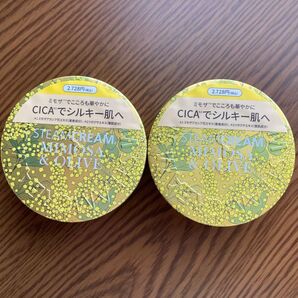 2,728円(税込)
ミモザでこころも華やかに
CICAでシルキー肌へ
STEAMCREAM
MIMOSA
& OLIVE
2,728円(税込)
ミモザでこころも華やかに
CICAでシルキー肌へ
STEAMCREAM
MIMOSA
& OLIVE